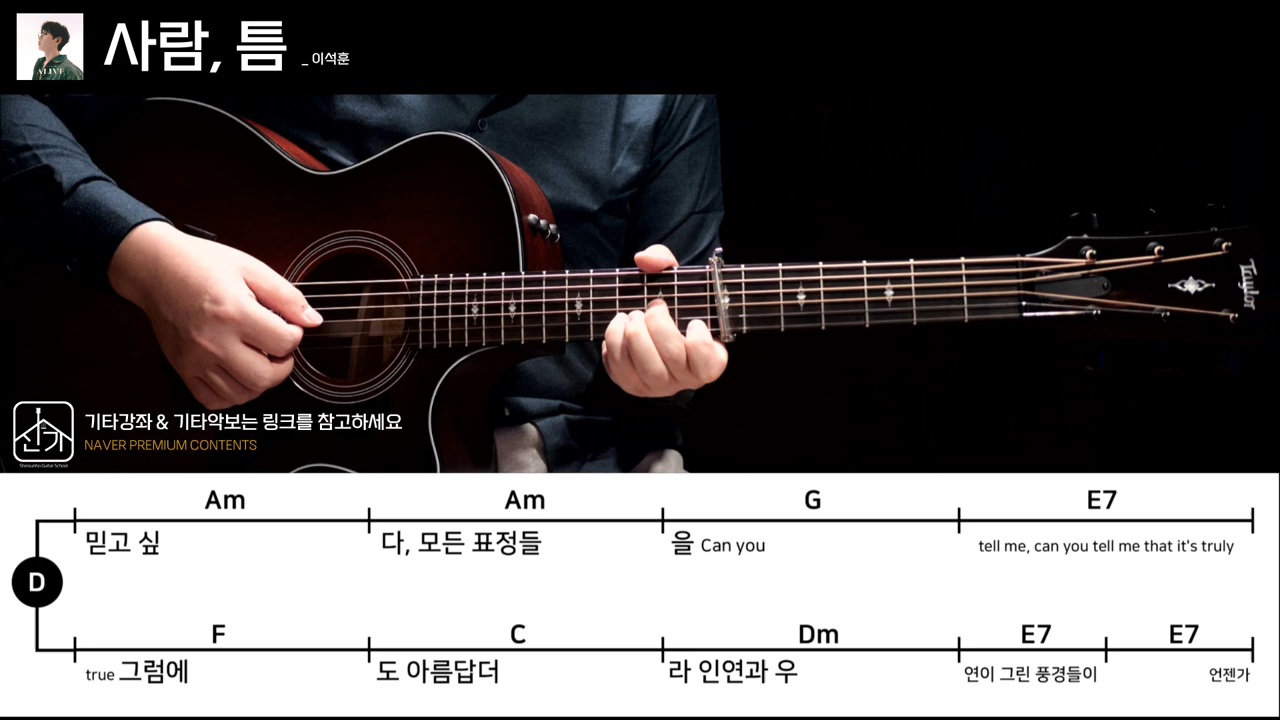 사람, 틈 _ 이석훈
ALIVE
Taylor
기타강좌 & 기타악보는 링크를 참고하세요
NAVER PREMIUM CONTENTS
Am Am G E7
믿고 싶 다, 모든 표정들 을 Can you tell me, can you tell me that it's truly
D
F C Dm E7 E7
true 그럼에 도 아름답더 라 인연과 우 연이 그린 풍경들이 언젠가